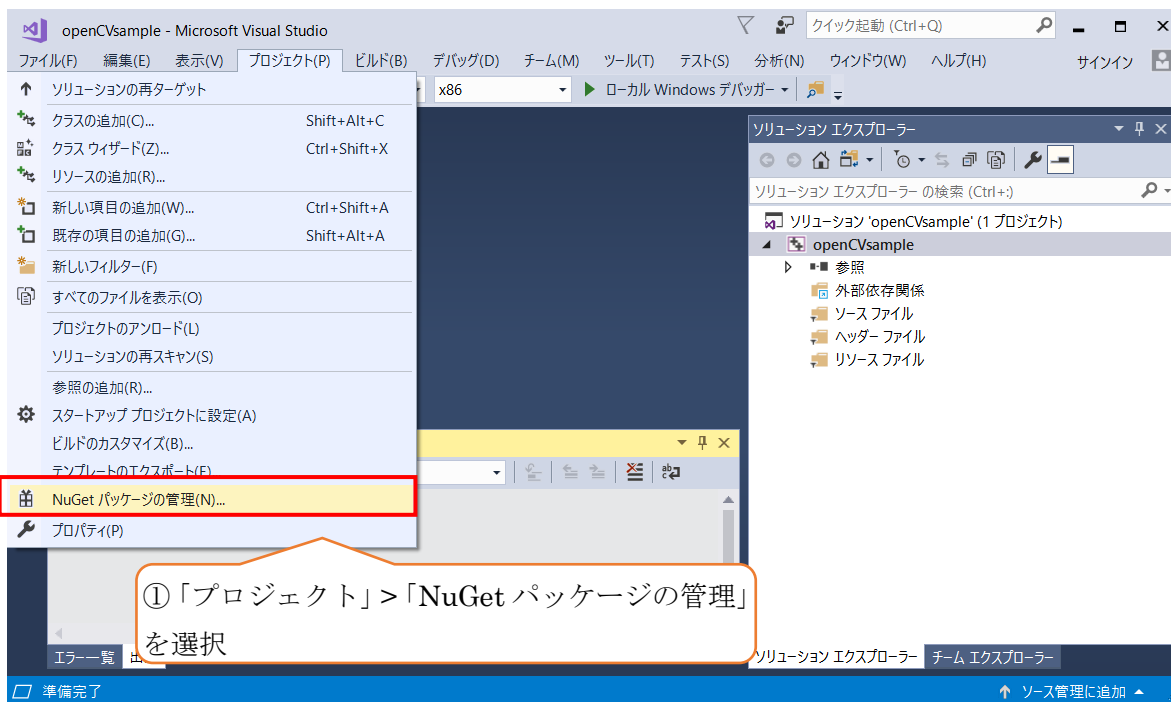 openCVsample - Microsoft Visual Studio
クイック起動 (Ctrl+Q)
ファイル(F) 編集(E) 表示(V) プロジェクト(P) ビルド(B) デバッグ(D) チーム(M) ツール(T) テスト(S) 分析(N) ウィンドウ(W) ヘルプ(H) サインイン
x86 ローカル Windows デバッガー
ソリューションの再ターゲット
クラスの追加(C)... Shift+Alt+C
クラス ウィザード(Z)... Ctrl+Shift+X
リソースの追加(R)...
新しい項目の追加(W)... Ctrl+Shift+A
既存の項目の追加(G)... Shift+Alt+A
新しいフィルター(F)
すべてのファイルを表示(O)
プロジェクトのアンロード(L)
ソリューションの再スキャン(S)
参照の追加(R)...
スタートアップ プロジェクトに設定(A)
ビルドのカスタマイズ(B)...
テンプレートのエクスポート(E)
NuGet パッケージの管理(N)...
プロパティ(P)
ソリューション エクスプローラー
ソリューション エクスプローラー の検索 (Ctrl+:)
ソリューション 'openCVsample' (1 プロジェクト)
openCVsample
参照
外部依存関係
ソース ファイル
ヘッダー ファイル
リソース ファイル
①「プロジェクト」>「NuGet パッケージの管理」
を選択
エラー一覧
ソリューション エクスプローラー チーム エクスプローラー
準備完了 ソース管理に追加